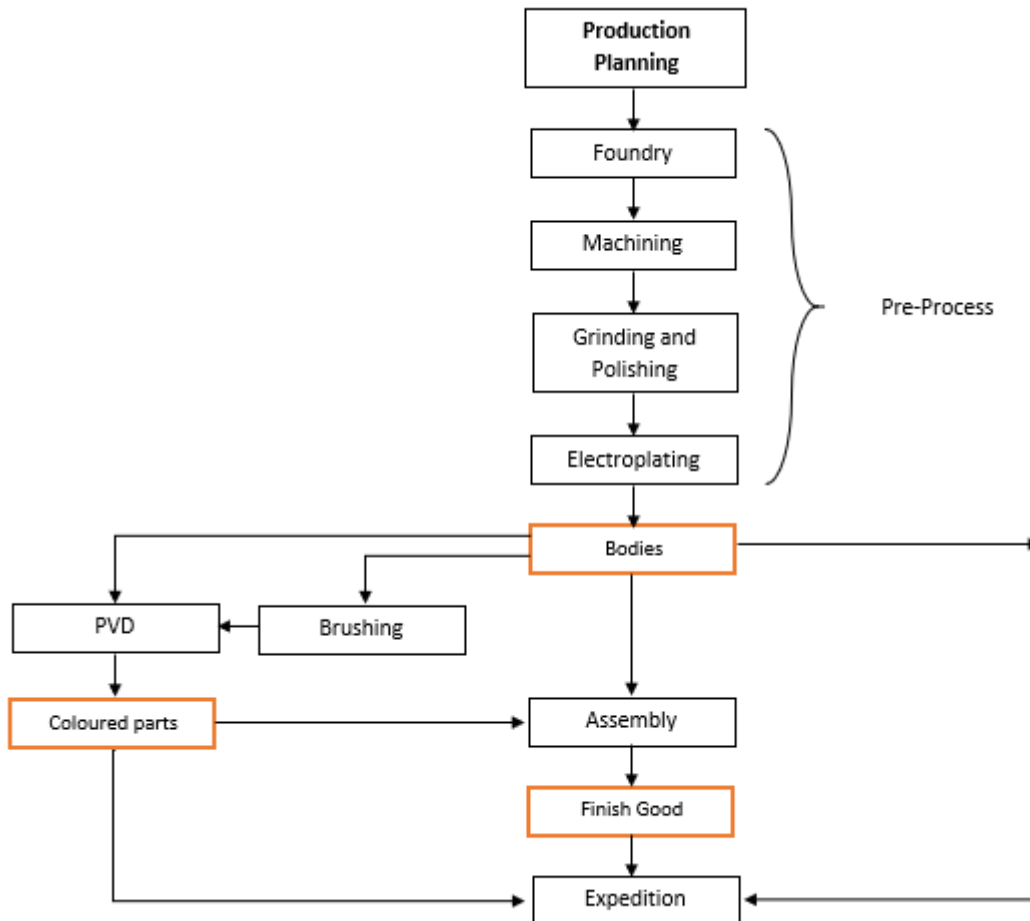 Production
Planning
Foundry
Machining
Pre-Process
Grinding and
Polishing
Electroplating
Bodies
PVD
Brushing
Coloured parts
Assembly
Finish Good
Expedition